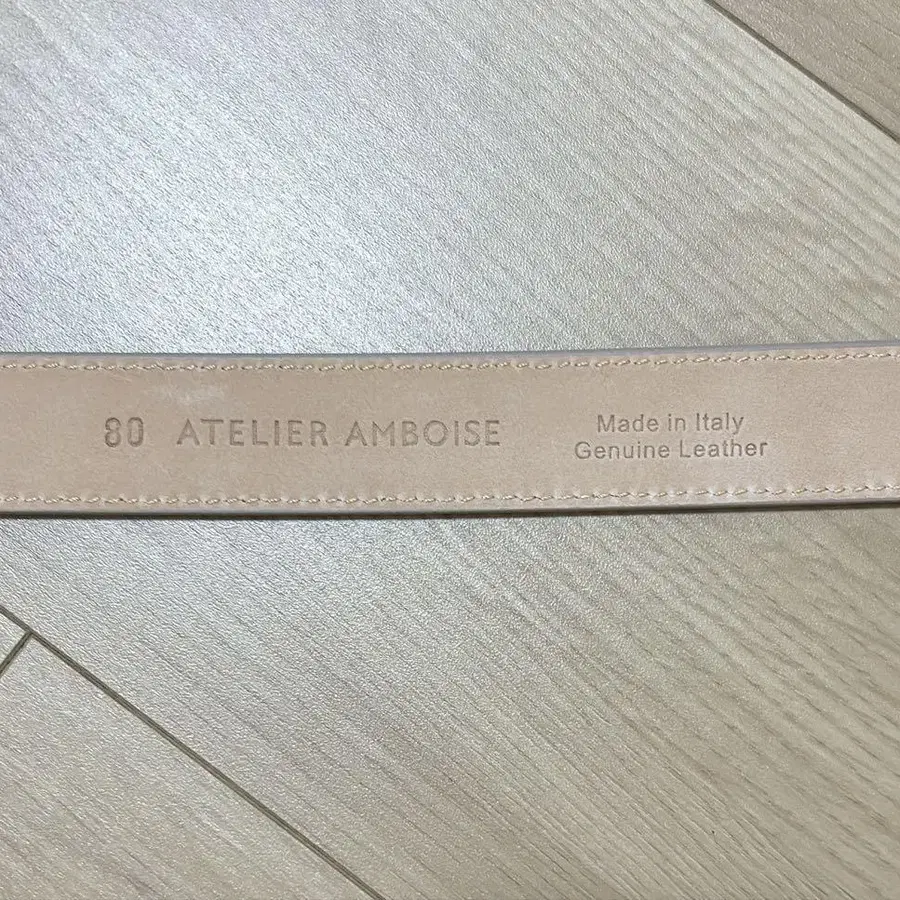 80 ATELIER AMBOISE
Made in Italy
Genuine Leather